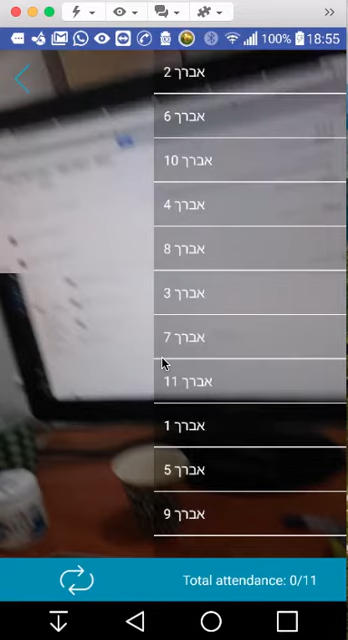 100% 18:55
אברך 2
אברך 6
אברך 10
אברך 4
אברך 8
אברך 3
אברך 7
אברך 11
אברך 1
אברך 5
אברך 9
Total attendance: 0/11